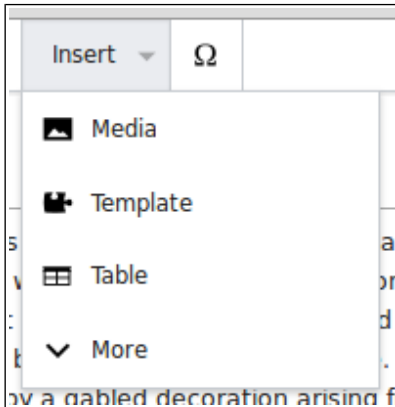 Insert Ω
Media
Template
Table
More
by a gabled decoration arising f